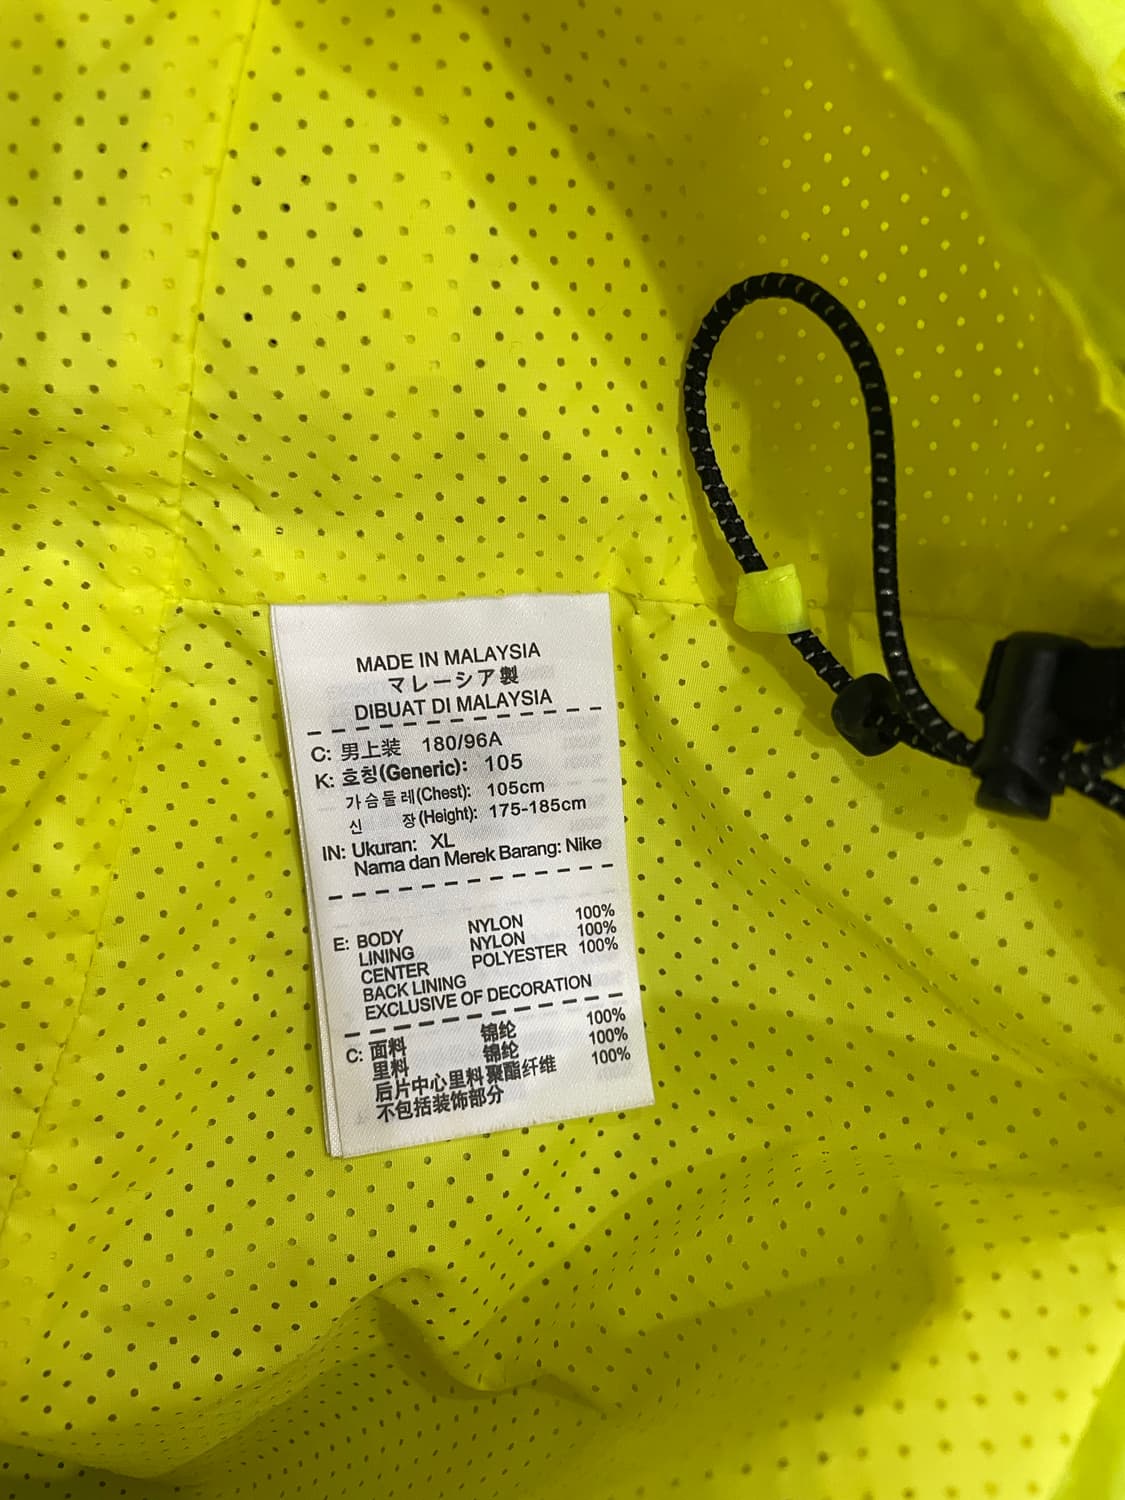 MADE IN MALAYSIA
マレーシア製
DIBUAT DI MALAYSIA
C: 男上装 180/96A
K: 호칭(Generic): 105
가슴둘레(Chest): 105cm
신 장(Height): 175-185cm
IN: Ukuran: XL
Nama dan Merek Barang: Nike
E: BODY NYLON 100%
LINING NYLON 100%
CENTER POLYESTER 100%
BACK LINING
EXCLUSIVE OF DECORATION
C: 面料 锦纶 100%
里料 锦纶 100%
后片中心里料 聚酯纤维 100%
不包括装饰部分